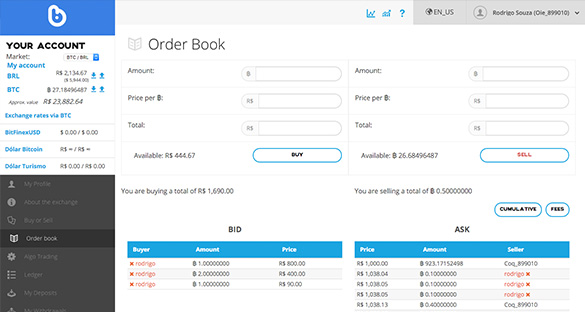 b
EN_US
Rodrigo Souza (Oie_899010)
YOUR ACCOUNT
Market: BTC / BRL
My account
BRL R$ 2,134.67
(R$ 5,944.00)
BTC ฿ 27.18496487
Approx. value R$ 23,882.64
Exchange rates via BTC
BitFinexUSD $ 0.00 / $ 0.00
Dólar Bitcoin R$ ∞ / R$ ∞
Dólar Turismo R$ 0.00 / R$ 0.00
My Profile
About the exchange
Buy or Sell
Order book
Algo Trading
Ledger
My Deposits
Order Book
Amount: ฿
Price per ฿: R$
Total: R$
Available: R$ 444.67 BUY
Amount: ฿
Price per ฿: R$
Total: R$
Available: ฿ 26.68496487 SELL
You are buying a total of R$ 1,690.00
You are selling a total of ฿ 0.50000000
CUMULATIVE FEES
BID
Buyer Amount Price
rodrigo ฿ 1.00000000 R$ 800.00
rodrigo ฿ 2.00000000 R$ 400.00
rodrigo ฿ 1.00000000 R$ 90.00
ASK
Price Amount Seller
R$ 1,000.00 ฿ 923.17152498 Coq_899010
R$ 1,038.04 ฿ 0.10000000 rodrigo
R$ 1,038.05 ฿ 0.10000000 rodrigo
R$ 1,038.05 ฿ 0.10000000 rodrigo
R$ 1,038.13 ฿ 0.40000000 Coq_899010